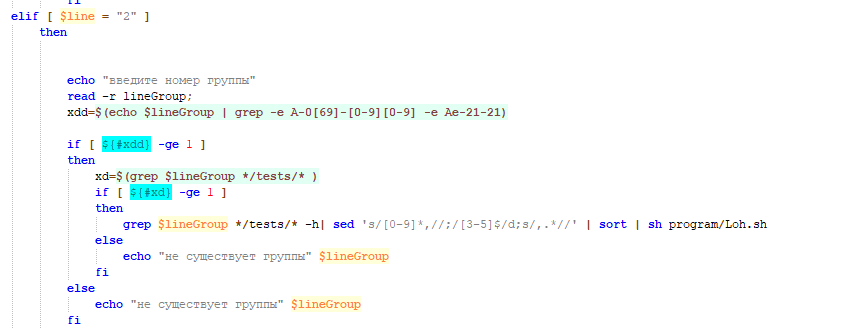 elif [ $line = "2" ]
then
echo "введите номер группы"
read -r lineGroup;
xdd=$(echo $lineGroup | grep -e A-0[69]-[0-9][0-9] -e Ae-21-21)
if [ ${#xdd} -ge 1 ]
then
xd=$(grep $lineGroup */tests/* )
if [ ${#xd} -ge 1 ]
then
grep $lineGroup */tests/* -h| sed 's/[0-9]*,//;/[3-5]$/d;s/,.*//' | sort | sh program/Loh.sh
else
echo "не существует группы" $lineGroup
fi
else
echo "не существует группы" $lineGroup
fi